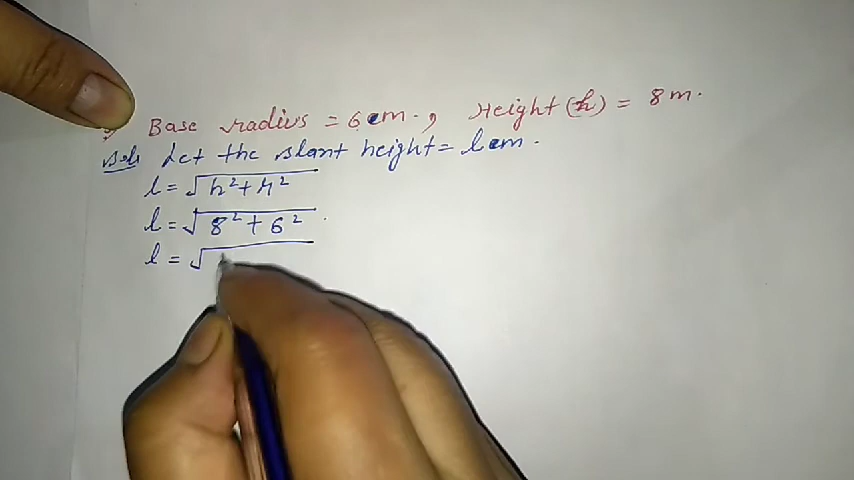 Base radius = 6 cm., Height (h) = 8 m.
Sol: Let the slant height = l cm.
l = √h²+r²
l = √8²+6²
l = √